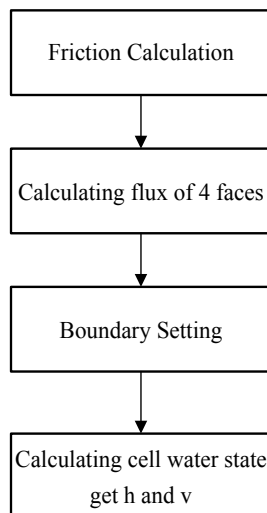 Friction Calculation
Calculating flux of 4 faces
Boundary Setting
Calculating cell water state
get h and v